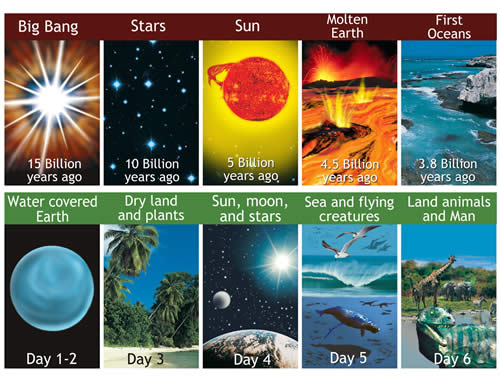 Big Bang
Stars
Sun
Molten
Earth
First
Oceans
15 Billion
years ago
10 Billion
years ago
5 Billion
years ago
4.5 Billion
years ago
3.8 Billion
years ago
Water covered
Earth
Dry land
and plants
Sun, moon,
and stars
Sea and flying
creatures
Land animals
and Man
Day 1-2
Day 3
Day 4
Day 5
Day 6